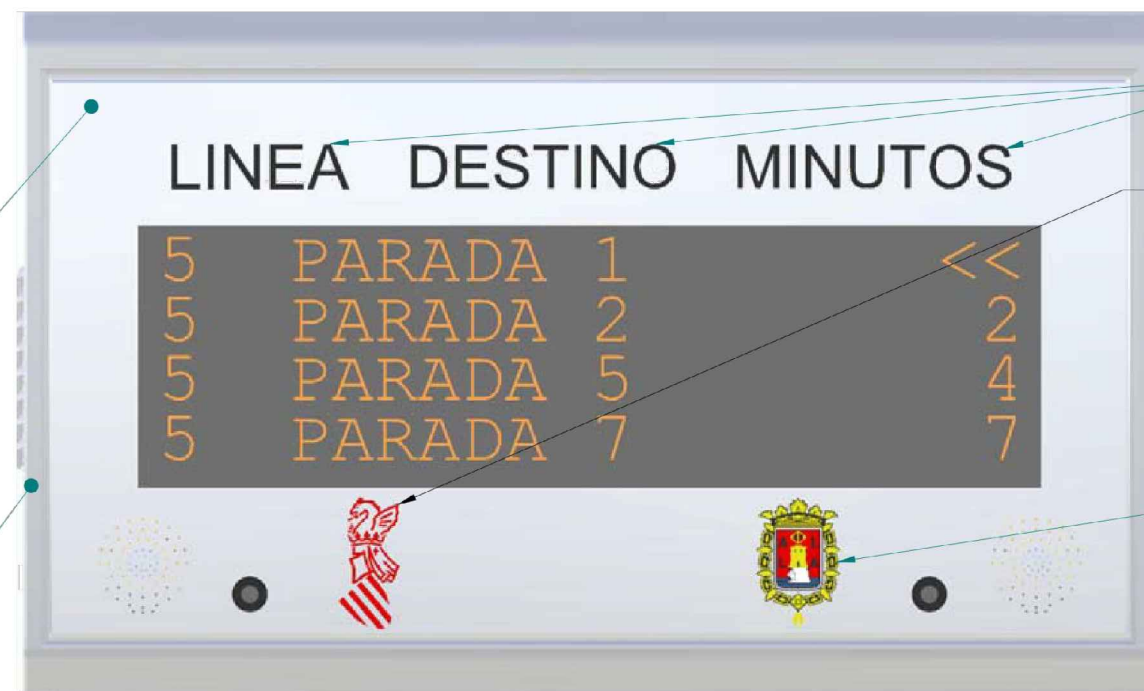 LINEA DESTINO MINUTOS
5 PARADA 1 <<
5 PARADA 2 2
5 PARADA 5 4
5 PARADA 7 7